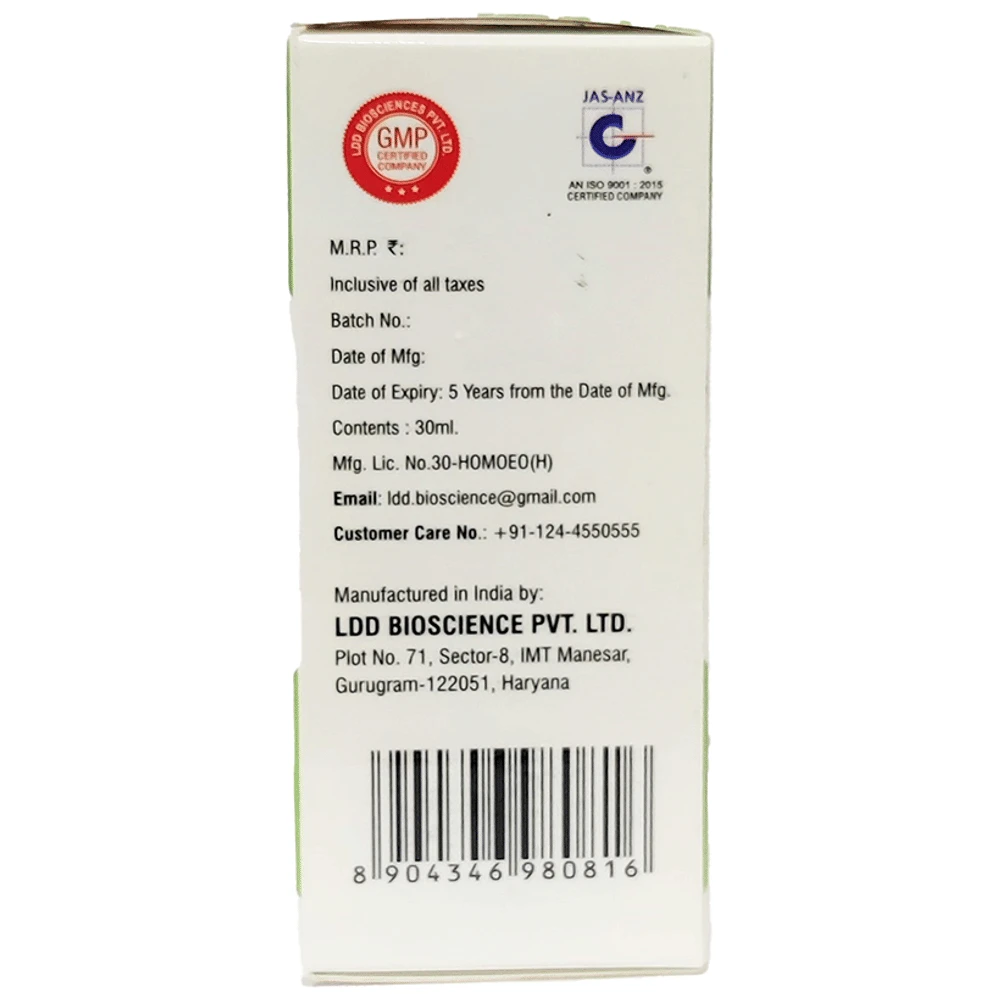 LDD BIOSCIENCES PVT. LTD.
GMP
CERTIFIED
COMPANY
JAS-ANZ
C
®
AN ISO 9001 : 2015
CERTIFIED COMPANY
M.R.P. ₹:
Inclusive of all taxes
Batch No.:
Date of Mfg:
Date of Expiry: 5 Years from the Date of Mfg.
Contents : 30ml.
Mfg. Lic. No.30-HOMOEO(H)
Email: ldd.bioscience@gmail.com
Customer Care No.: +91-124-4550555
Manufactured in India by:
LDD BIOSCIENCE PVT. LTD.
Plot No. 71, Sector-8, IMT Manesar,
Gurugram-122051, Haryana
8 904346 980816